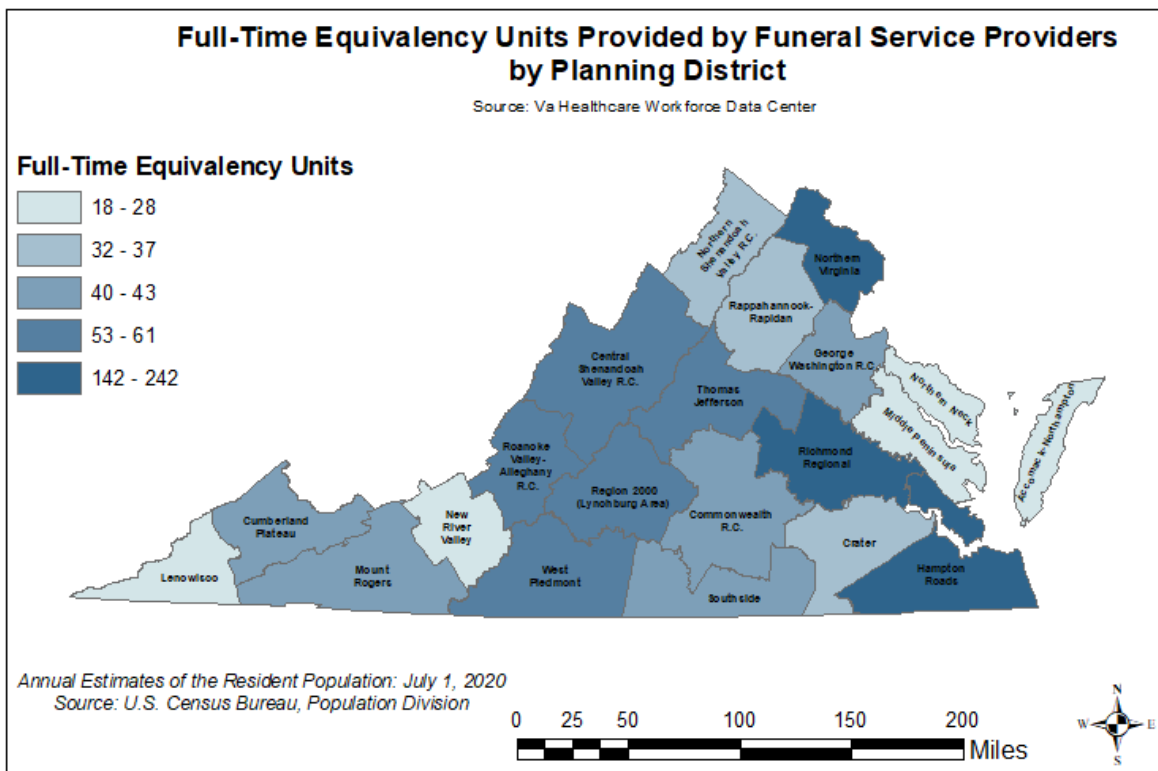 Full-Time Equivalency Units Provided by Funeral Service Providers
by Planning District
Source: Va Healthcare Workforce Data Center
Full-Time Equivalency Units
18 - 28
32 - 37
40 - 43
53 - 61
142 - 242
Northern
Shenandoah
Valley R.C.
Northern
Virginia
Rappahannook-
Rapidan
George
Washington R.C.
Central
Shenandoah
Valley R.C.
Thomas
Jefferson
Northern Neck
Middle Peninsula
Accomack-Northampton
Roanoke
Valley-
Alleghany
R.C.
Richmond
Regional
Region 2000
(Lynchburg Area)
New
River
Valley
Commonwealth
R.C.
Cumberland
Plateau
Crater
Lenowisco
Mount
Rogers
West
Piedmont
Hampton
Roads
Southside
Annual Estimates of the Resident Population: July 1, 2020
Source: U.S. Census Bureau, Population Division
0 25 50 100 150 200
Miles
N
W E
S